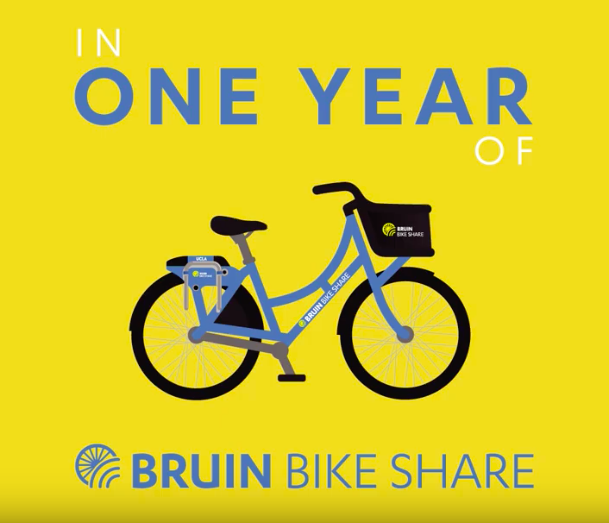 IN
ONE YEAR
OF
BRUIN
BIKE SHARE
UCLA
BRUIN BIKE SHARE
BRUIN BIKE SHARE